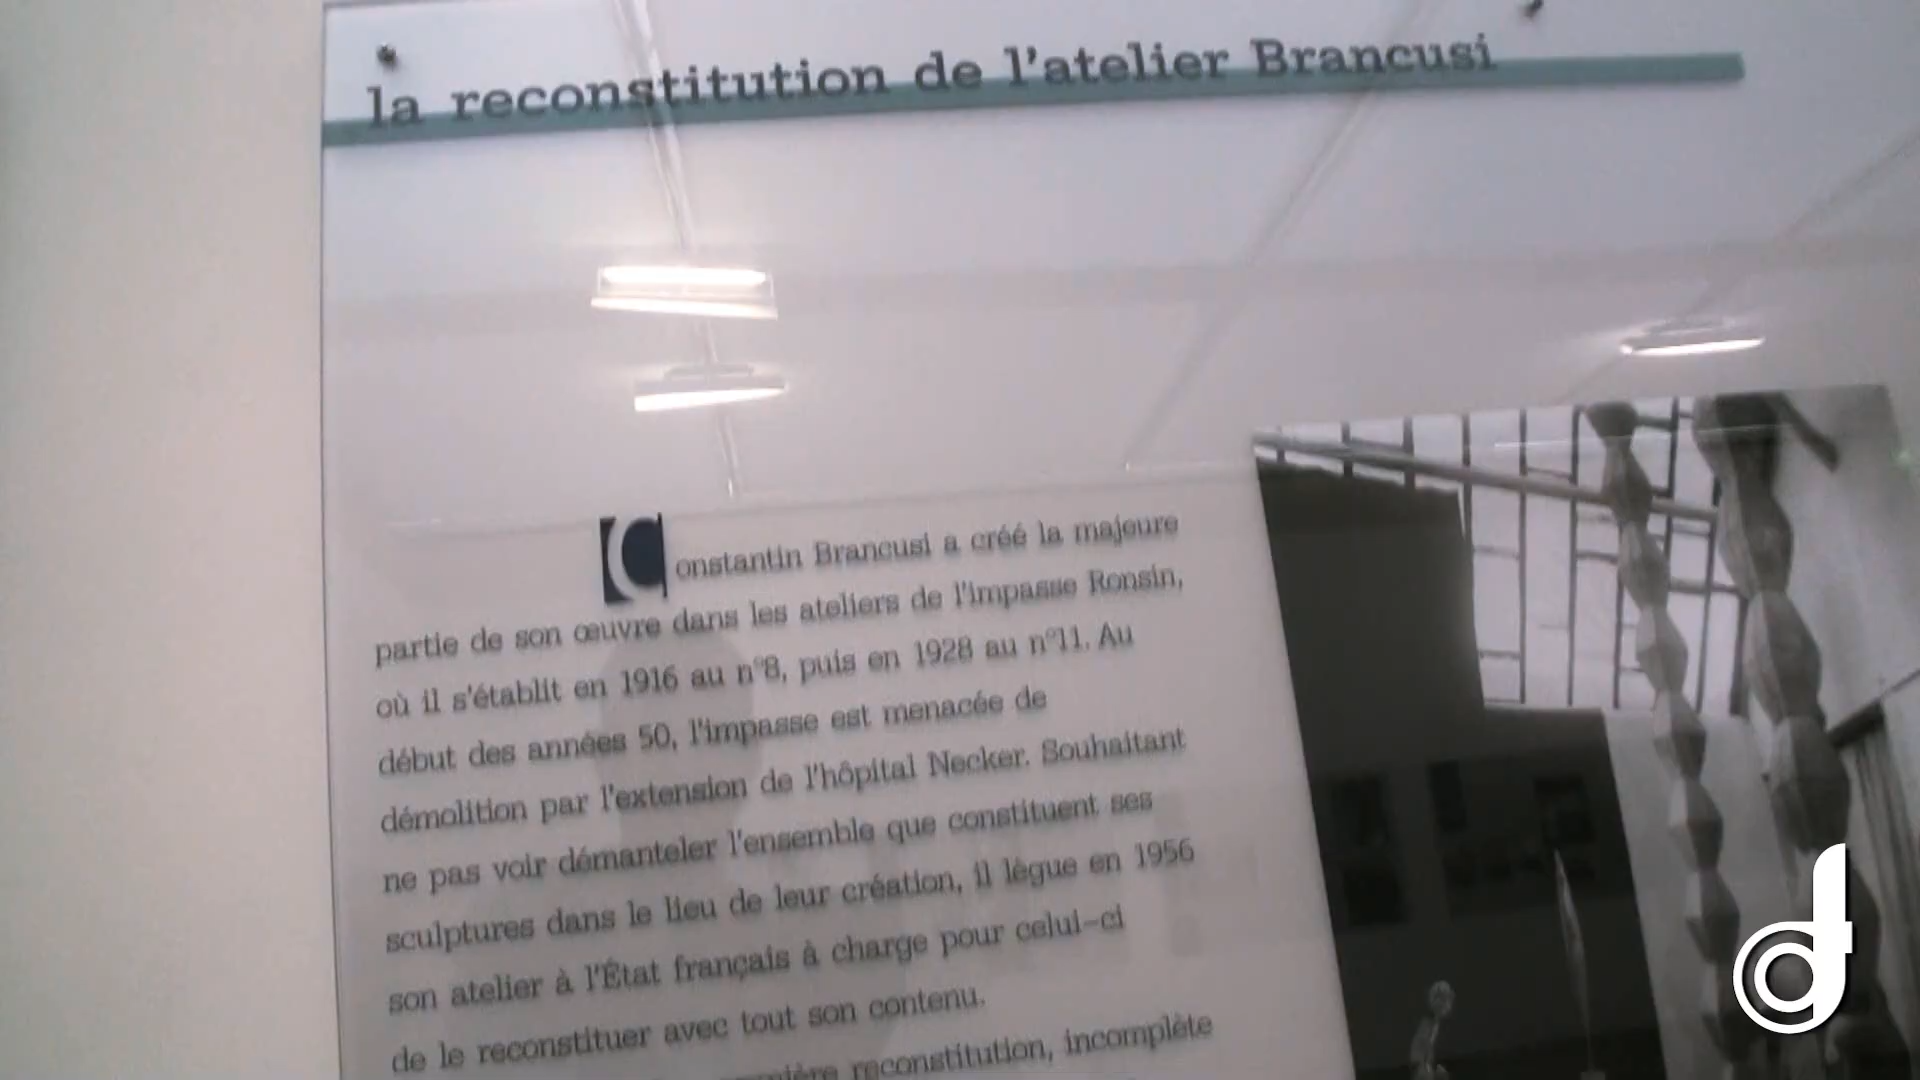 la reconstitution de l'atelier Brancusi
Constantin Brancusi a créé la majeure
partie de son œuvre dans les ateliers de l'impasse Ronsin,
où il s'établit en 1916 au n°8, puis en 1928 au n°11. Au
début des années 50, l'impasse est menacée de
démolition par l'extension de l'hôpital Necker. Souhaitant
ne pas voir démanteler l'ensemble que constituent ses
sculptures dans le lieu de leur création, il lègue en 1956
son atelier à l'État français à charge pour celui-ci
de le reconstituer avec tout son contenu.
reconstitution, incomplète